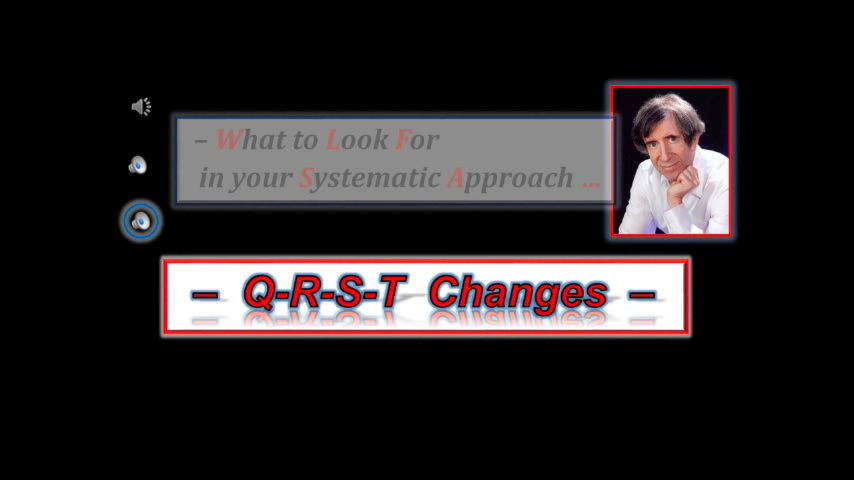 – What to Look For
in your Systematic Approach ...
– Q-R-S-T Changes –